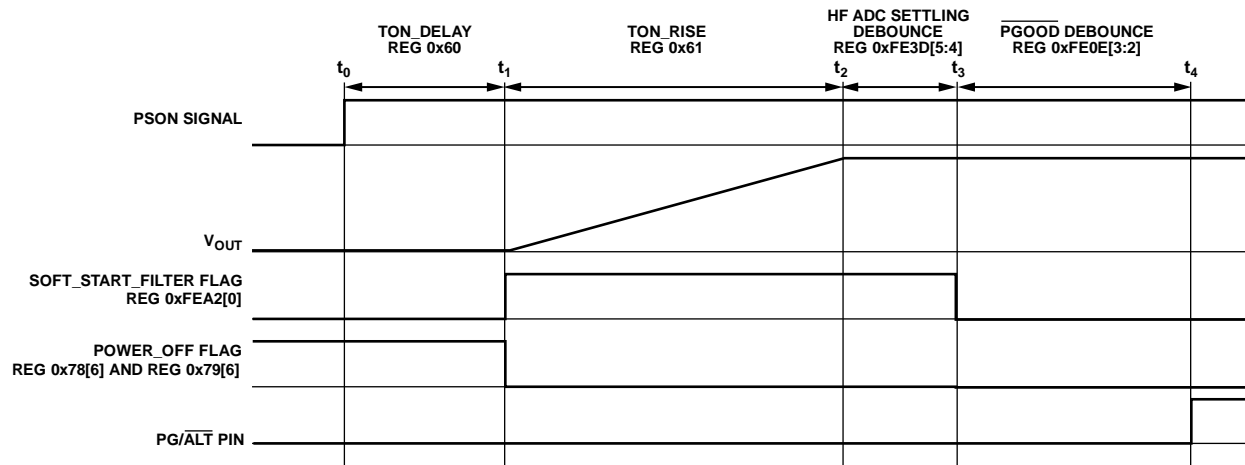 TON_DELAY
REG 0x60
TON_RISE
REG 0x61
HF ADC SETTLING
DEBOUNCE
REG 0xFE3D[5:4]
PGOOD DEBOUNCE
REG 0xFE0E[3:2]
t0
t1
t2
t3
t4
PSON SIGNAL
VOUT
SOFT_START_FILTER FLAG
REG 0xFEA2[0]
POWER_OFF FLAG
REG 0x78[6] AND REG 0x79[6]
PG/ALT PIN